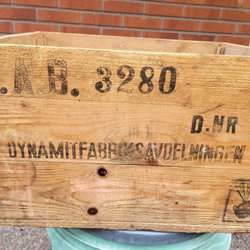 .K.B. 3280
D.NR
DYNAMITFABRIKSAVDELNINGEN